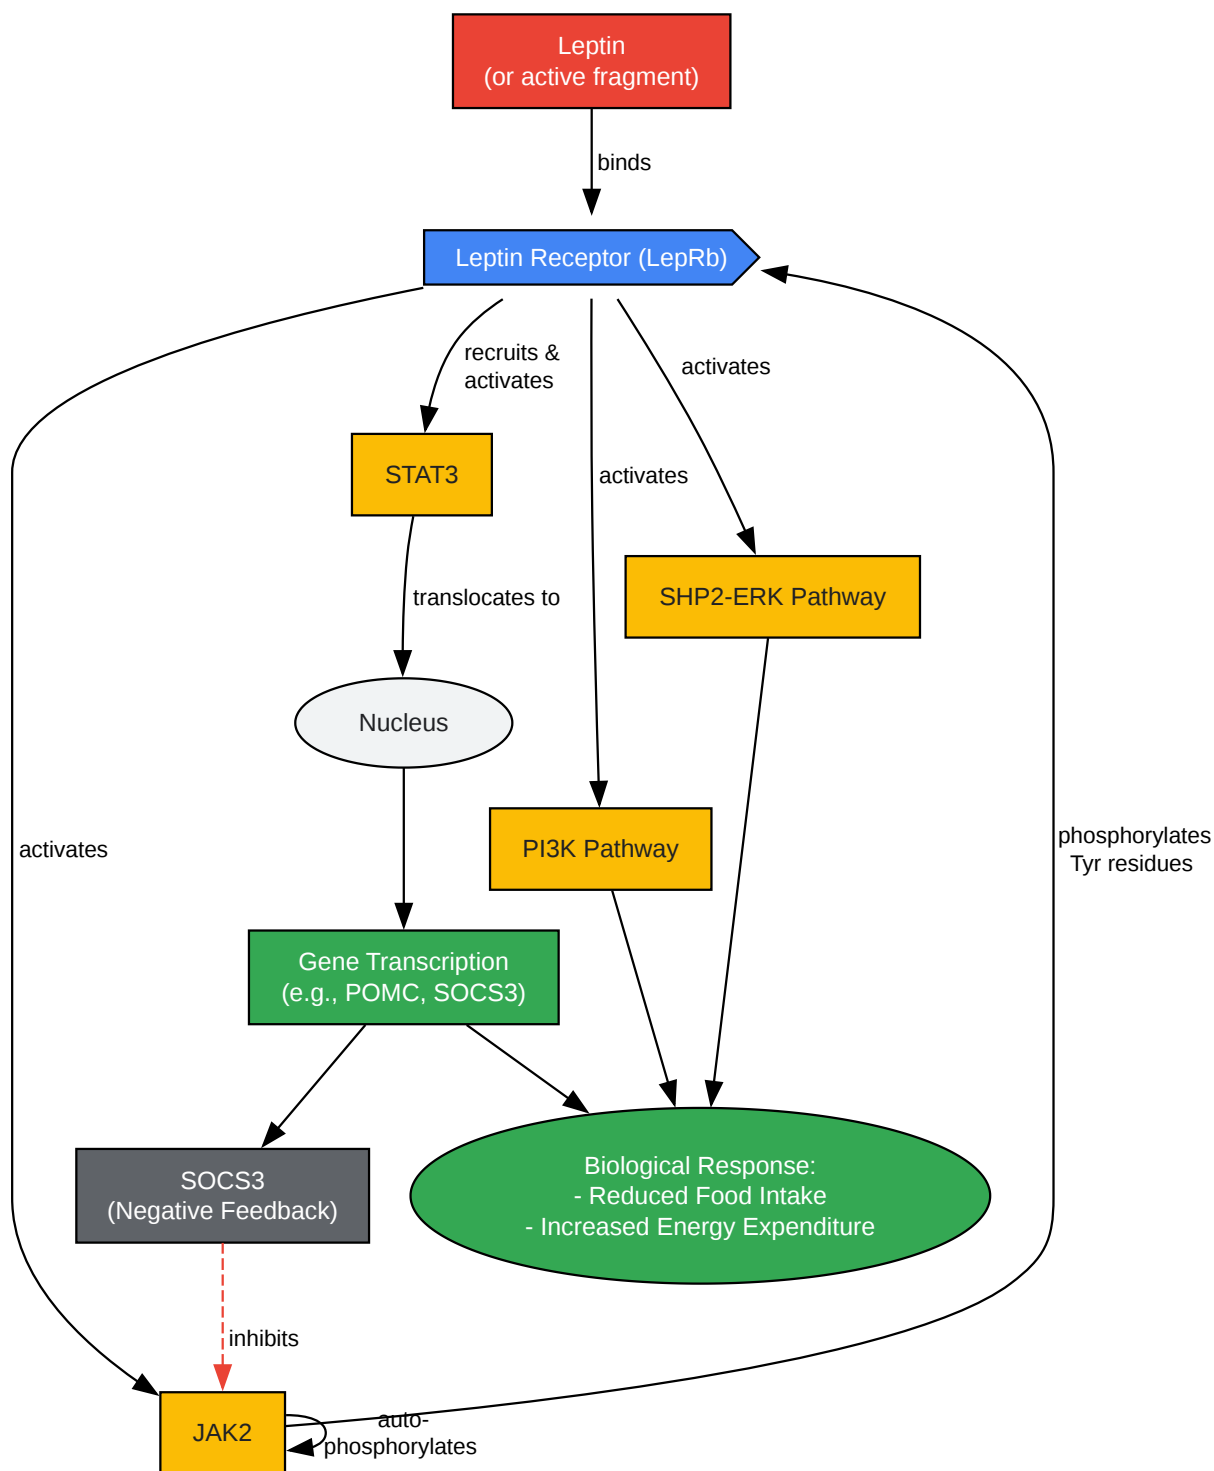 Leptin
(or active fragment)
binds
Leptin Receptor (LepRb)
recruits &
activates
activates
STAT3
activates
SHP2-ERK Pathway
translocates to
Nucleus
activates
PI3K Pathway
phosphorylates
Tyr residues
Gene Transcription
(e.g., POMC, SOCS3)
SOCS3
(Negative Feedback)
Biological Response:
- Reduced Food Intake
- Increased Energy Expenditure
inhibits
JAK2
auto-
phosphorylates